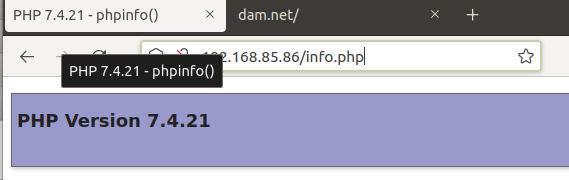 PHP 7.4.21 - phpinfo()
dam.net/
2.168.85.86/info.php
PHP 7.4.21 - phpinfo()
PHP Version 7.4.21